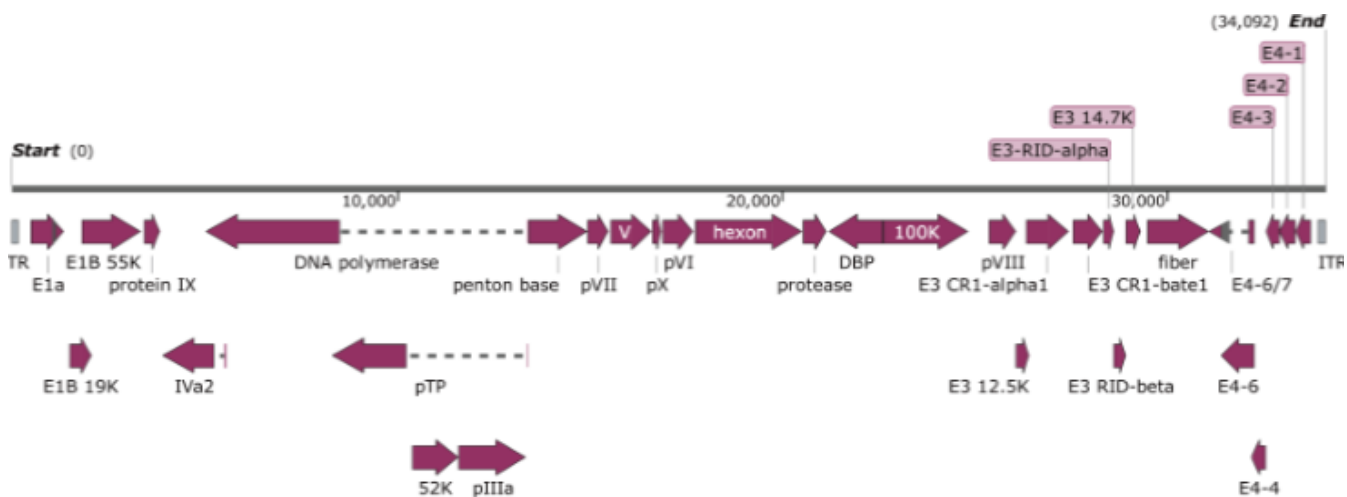 (34,092) End
E4-1
E4-2
E3 14.7K E4-3
Start (0) E3-RID-alpha
10,000 20,000 30,000
V hexon 100K
TR E1B 55K DNA polymerase pVI DBP pVIII fiber ITR
E1a protein IX penton base pVII pX protease E3 CR1-alpha1 E3 CR1-bate1 E4-6/7
E1B 19K IVa2 pTP E3 12.5K E3 RID-beta E4-6
52K pIIIa E4-4